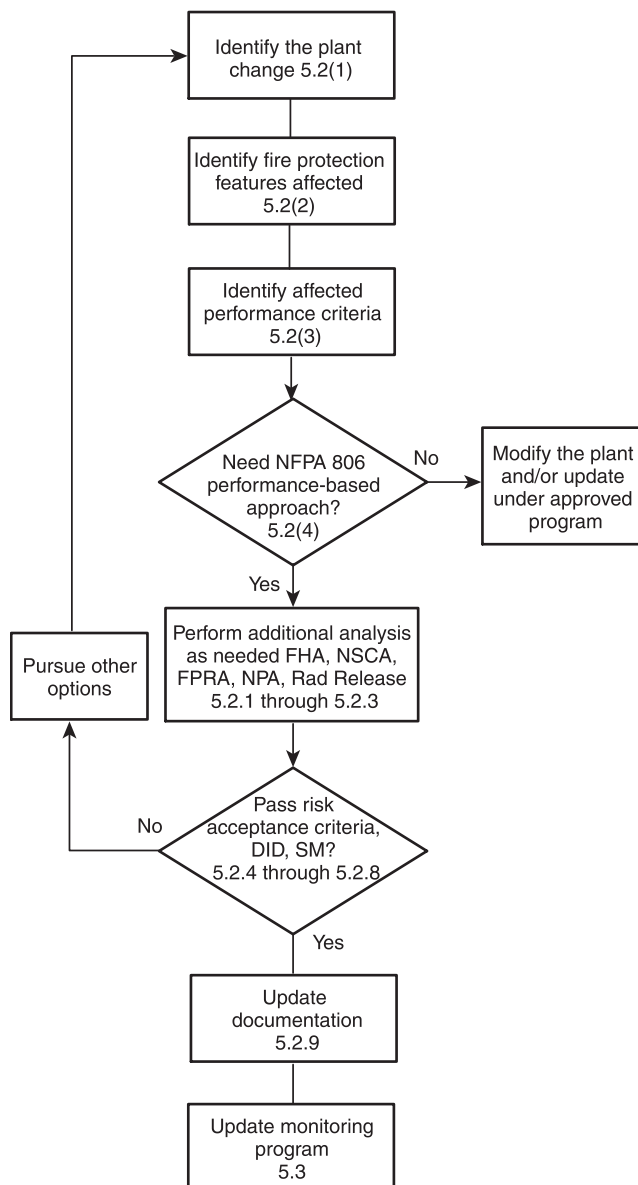 Identify the plant
change 5.2(1)
Identify fire protection
features affected
5.2(2)
Identify affected
performance criteria
5.2(3)
Need NFPA 806
performance-based
approach?
5.2(4)
No
Modify the plant
and/or update
under approved
program
Yes
Perform additional analysis
as needed FHA, NSCA,
FPRA, NPA, Rad Release
5.2.1 through 5.2.3
Pursue other
options
Pass risk
acceptance criteria,
DID, SM?
5.2.4 through 5.2.8
No
Yes
Update
documentation
5.2.9
Update monitoring
program
5.3